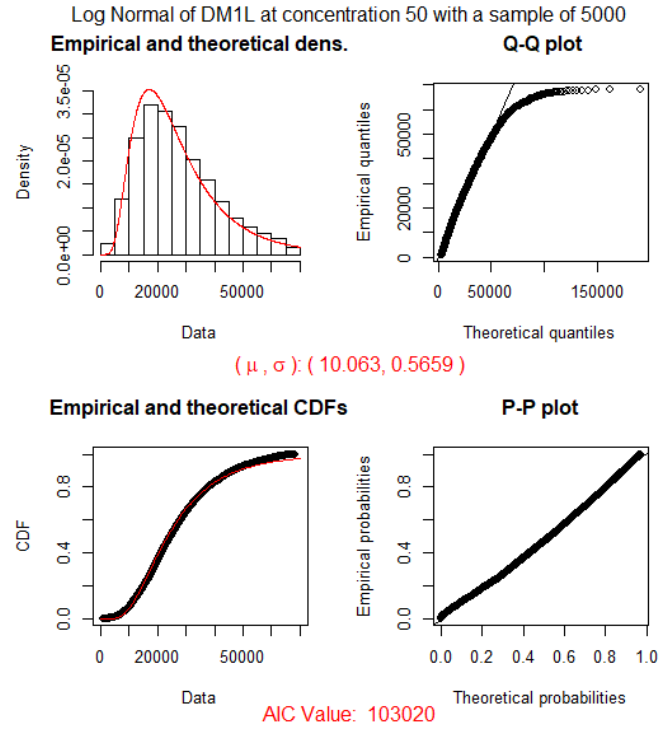 Log Normal of DM1L at concentration 50 with a sample of 5000
Empirical and theoretical dens.
Density
0.0e+00
2.0e-05
3.5e-05
0
20000
50000
Data
Q-Q plot
Empirical quantiles
0
20000
50000
0
50000
150000
Theoretical quantiles
( μ , σ ): ( 10.063, 0.5659 )
Empirical and theoretical CDFs
CDF
0.0
0.4
0.8
0
20000
50000
Data
P-P plot
Empirical probabilities
0.0
0.4
0.8
0.0
0.2
0.4
0.6
0.8
1.0
Theoretical probabilities
AIC Value: 103020